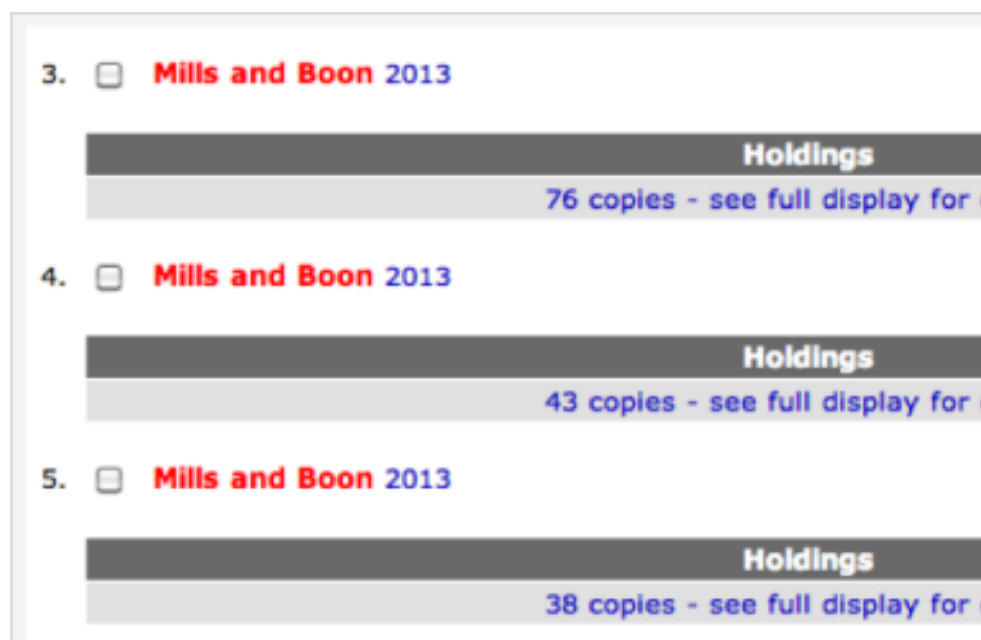 3. Mills and Boon 2013
Holdings
76 copies - see full display for
4. Mills and Boon 2013
Holdings
43 copies - see full display for
5. Mills and Boon 2013
Holdings
38 copies - see full display for